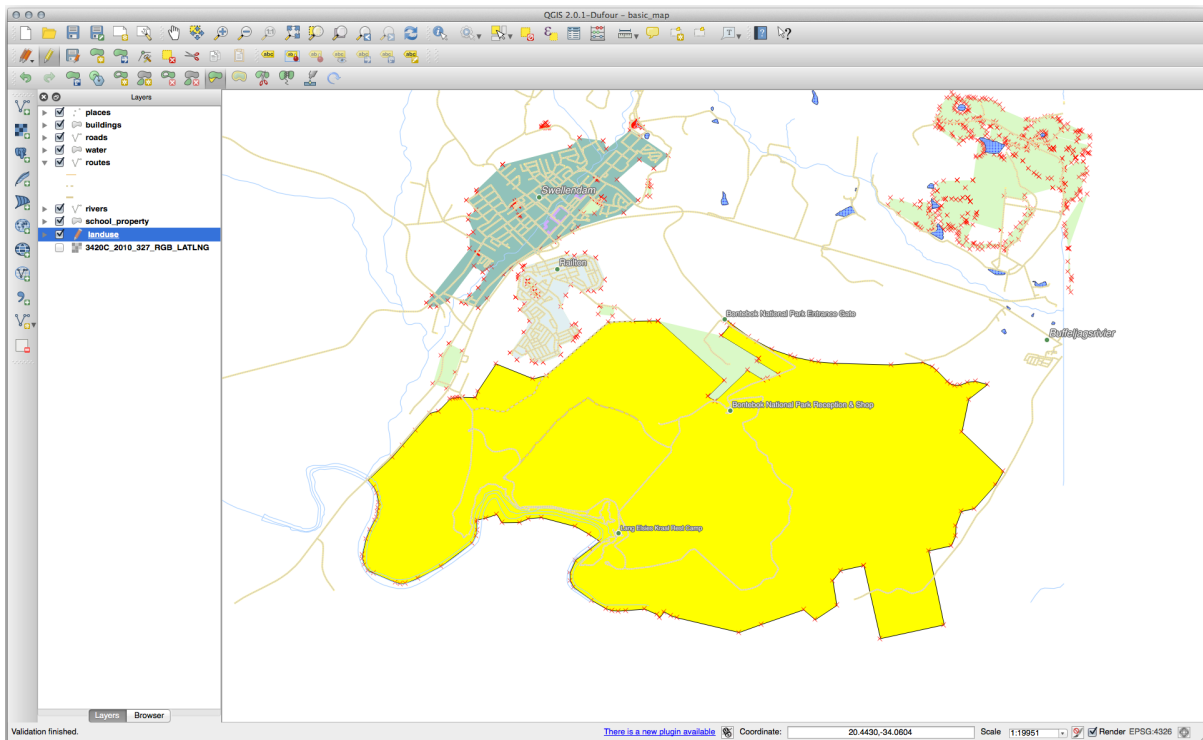 QGIS 2.0.1-Dufour - basic_map
Layers
places
buildings
roads
water
routes
rivers
school_property
landuse
3420C_2010_327_RGB_LATLNG
Swellendam
Railton
Bontebok National Park Entrance Gate
Buffeljagsrivier
Bontebok National Park Reception & Shop
Lang Elsies Kraal Rest Camp
Layers
Browser
Validation finished.
There is a new plugin available
Coordinate:
20.4430,-34.0604
Scale
1:19951
Render
EPSG:4326